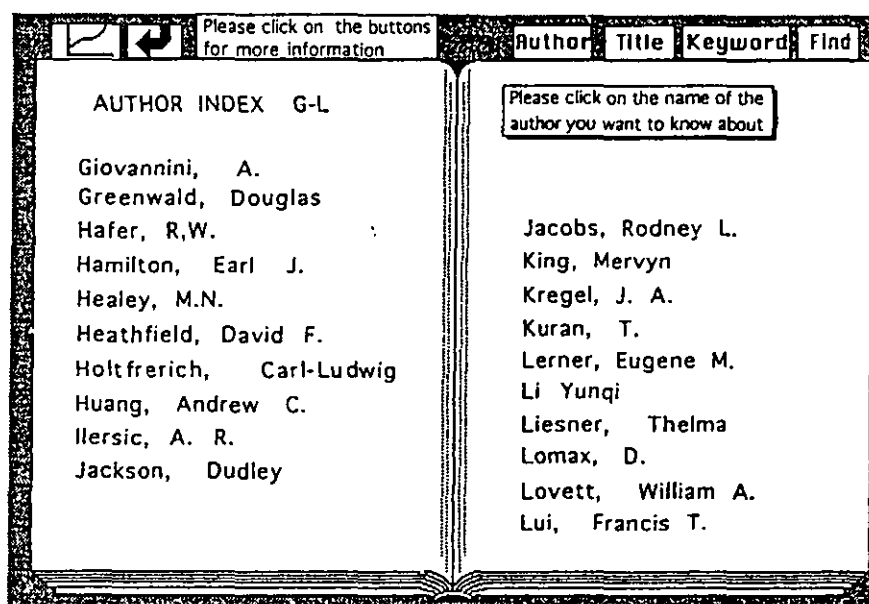 Please click on the buttons
for more information
Author Title Keyword Find
AUTHOR INDEX G-L
Giovannini, A.
Greenwald, Douglas
Hafer, R,W.
Hamilton, Earl J.
Healey, M.N.
Heathfield, David F.
Holtfrerich, Carl-Ludwig
Huang, Andrew C.
Ilersic, A. R.
Jackson, Dudley
Please click on the name of the
author you want to know about
Jacobs, Rodney L.
King, Mervyn
Kregel, J. A.
Kuran, T.
Lerner, Eugene M.
Li Yunqi
Liesner, Thelma
Lomax, D.
Lovett, William A.
Lui, Francis T.